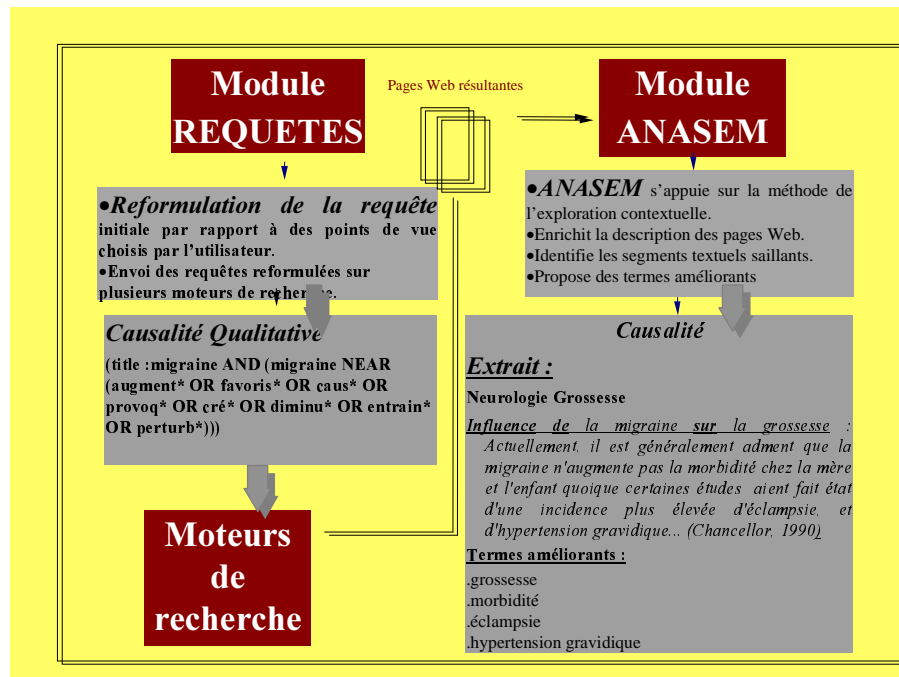 Module
REQUETES
•Reformulation de la requête
initiale par rapport à des points de vue
choisis par l'utilisateur.
•Envoi des requêtes reformulées sur
plusieurs moteurs de recherche.
Causalité Qualitative
(title :migraine AND (migraine NEAR
(augment* OR favoris* OR caus* OR
provoq* OR cré* OR diminu* OR entrain*
OR perturb*)))
Moteurs
de
recherche
Pages Web résultantes
Module
ANASEM
•ANASEM s'appuie sur la méthode de
l'exploration contextuelle.
•Enrichit la description des pages Web.
•Identifie les segments textuels saillants.
•Propose des termes améliorants
Causalité
Extrait :
Neurologie Grossesse
Influence de la migraine sur la grossesse :
Actuellement, il est généralement adment que la
migraine n'augmente pas la morbidité chez la mère
et l'enfant quoique certaines études aient fait état
d'une incidence plus élevée d'éclampsie, et
d'hypertension gravidique... (Chancellor, 1990)
Termes améliorants :
.grossesse
.morbidité
.éclampsie
.hypertension gravidique